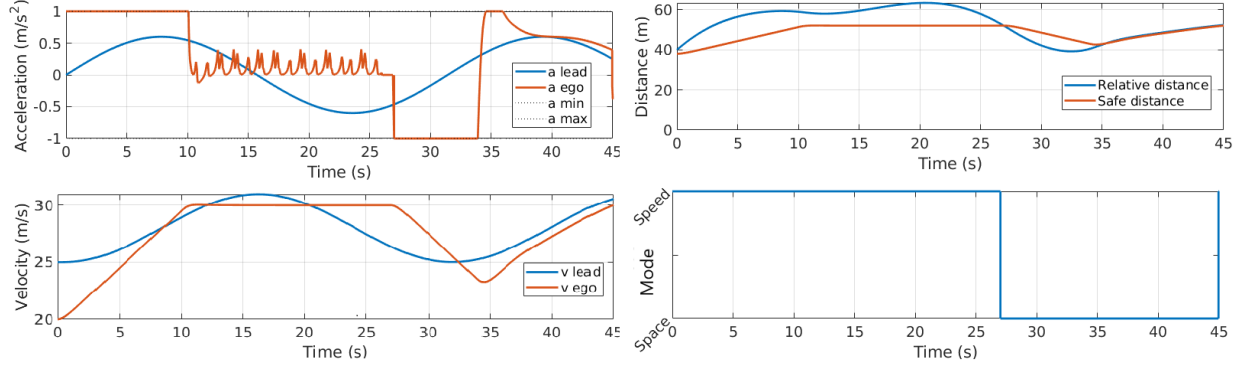 Acceleration (m/s²)
1
0.5
0
-0.5
-1
a lead
a ego
a min
a max
0 5 10 15 20 25 30 35 40 45
Time (s)
Distance (m)
60
40
20
0
Relative distance
Safe distance
0 5 10 15 20 25 30 35 40 45
Time (s)
Velocity (m/s)
30
25
20
v lead
v ego
0 5 10 15 20 25 30 35 40 45
Time (s)
Mode
Speed
Space
0 5 10 15 20 25 30 35 40 45
Time (s)